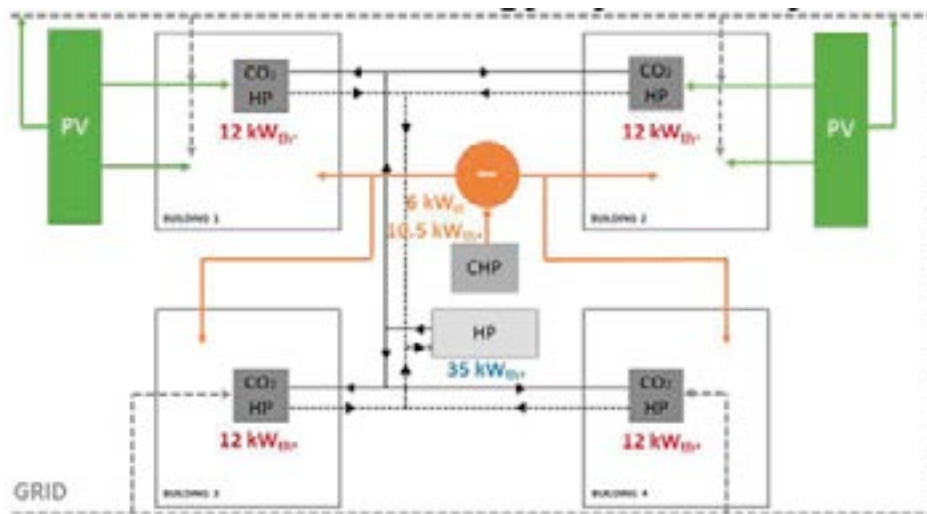 PV
CO₂
HP
12 kWth
BUILDING 1
CO₂
HP
12 kWth
BUILDING 2
PV
6 kWel
10.5 kWth
CHP
HP
35 kWth
CO₂
HP
12 kWth
BUILDING 3
CO₂
HP
12 kWth
BUILDING 4
GRID